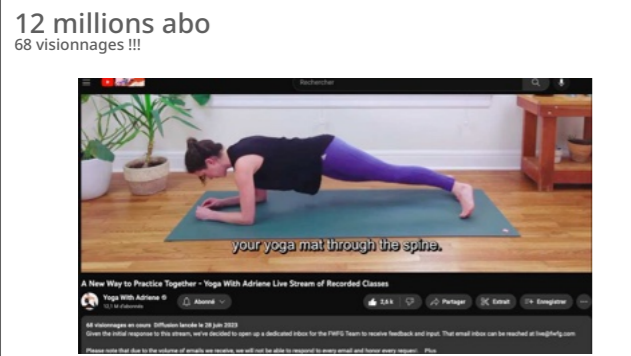 12 millions abo
68 visionnages !!!
Rechercher
your yoga mat through the spine.
A New Way to Practice Together - Yoga With Adriene Live Stream of Recorded Classes
Yoga With Adriene
12,1 M d'abonnés
Abonné
2,8 k
Partager
Extrait
Enregistrer
68 visionnages en cours Diffusion lancée le 28 juin 2023
Given the initial response to this stream, we've decided to open up a dedicated inbox for the FWFG Team to receive feedback and input. That email inbox can be reached at live@fwfg.com
Please note that due to the volume of emails we receive, we will not be able to respond to every email and honor every request. Plus